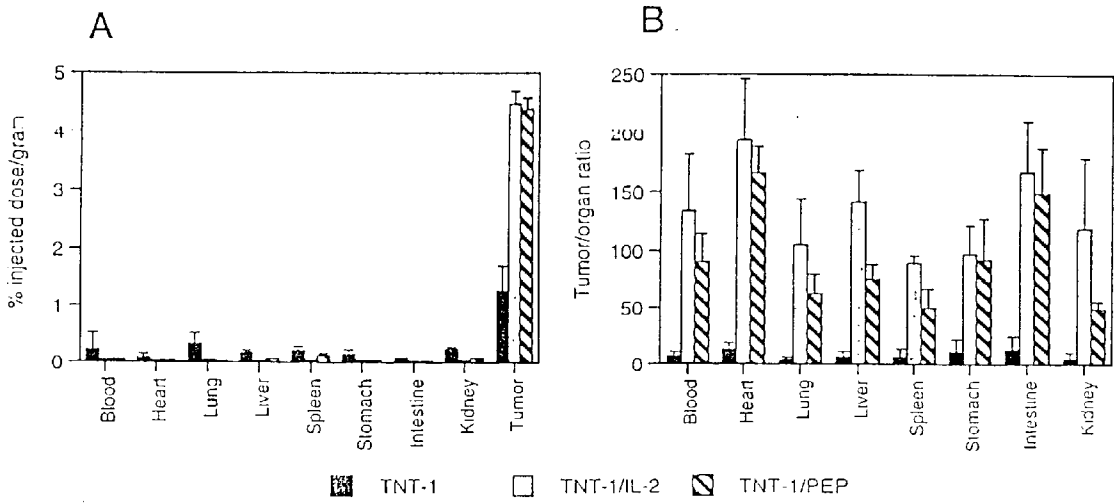 A
B
% injected dose/gram
5
4
3
2
1
0
Blood
Heart
Lung
Liver
Spleen
Stomach
Intestine
Kidney
Tumor
Tumor/organ ratio
250
200
150
100
50
0
Blood
Heart
Lung
Liver
Spleen
Stomach
Intestine
Kidney
TNT-1 TNT-1/IL-2 TNT-1/PEP